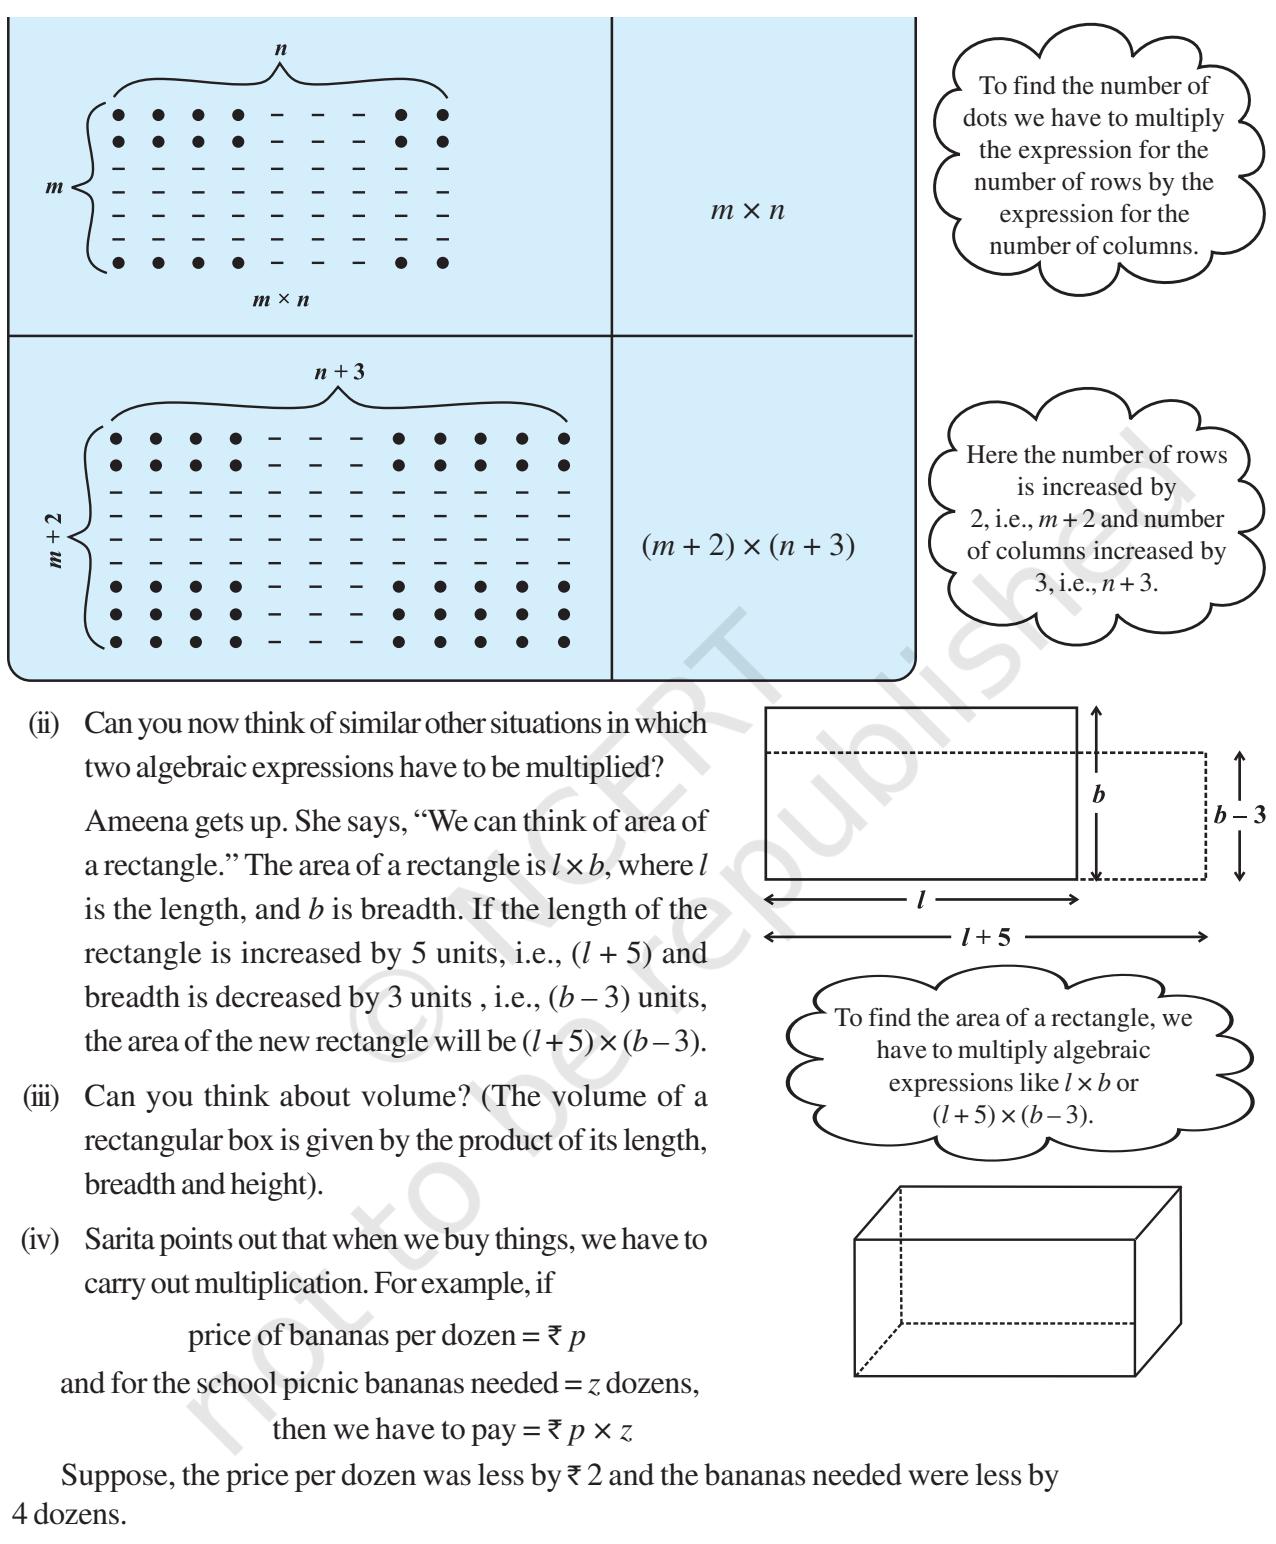 n
m
m × n
m × n
To find the number of
dots we have to multiply
the expression for the
number of rows by the
expression for the
number of columns.
n + 3
m + 2
(m + 2) × (n + 3)
Here the number of rows
is increased by
2, i.e., m + 2 and number
of columns increased by
3, i.e., n + 3.
(ii) Can you now think of similar other situations in which
two algebraic expressions have to be multiplied?
Ameena gets up. She says, “We can think of area of
a rectangle.” The area of a rectangle is l × b, where l
is the length, and b is breadth. If the length of the
rectangle is increased by 5 units, i.e., (l + 5) and
breadth is decreased by 3 units , i.e., (b – 3) units,
the area of the new rectangle will be (l + 5) × (b – 3).
b
b – 3
l
l + 5
To find the area of a rectangle, we
have to multiply algebraic
expressions like l × b or
(l + 5) × (b – 3).
(iii) Can you think about volume? (The volume of a
rectangular box is given by the product of its length,
breadth and height).
(iv) Sarita points out that when we buy things, we have to
carry out multiplication. For example, if
price of bananas per dozen = ₹ p
and for the school picnic bananas needed = z dozens,
then we have to pay = ₹ p × z
Suppose, the price per dozen was less by ₹ 2 and the bananas needed were less by
4 dozens.
© NCERT
not to be republished